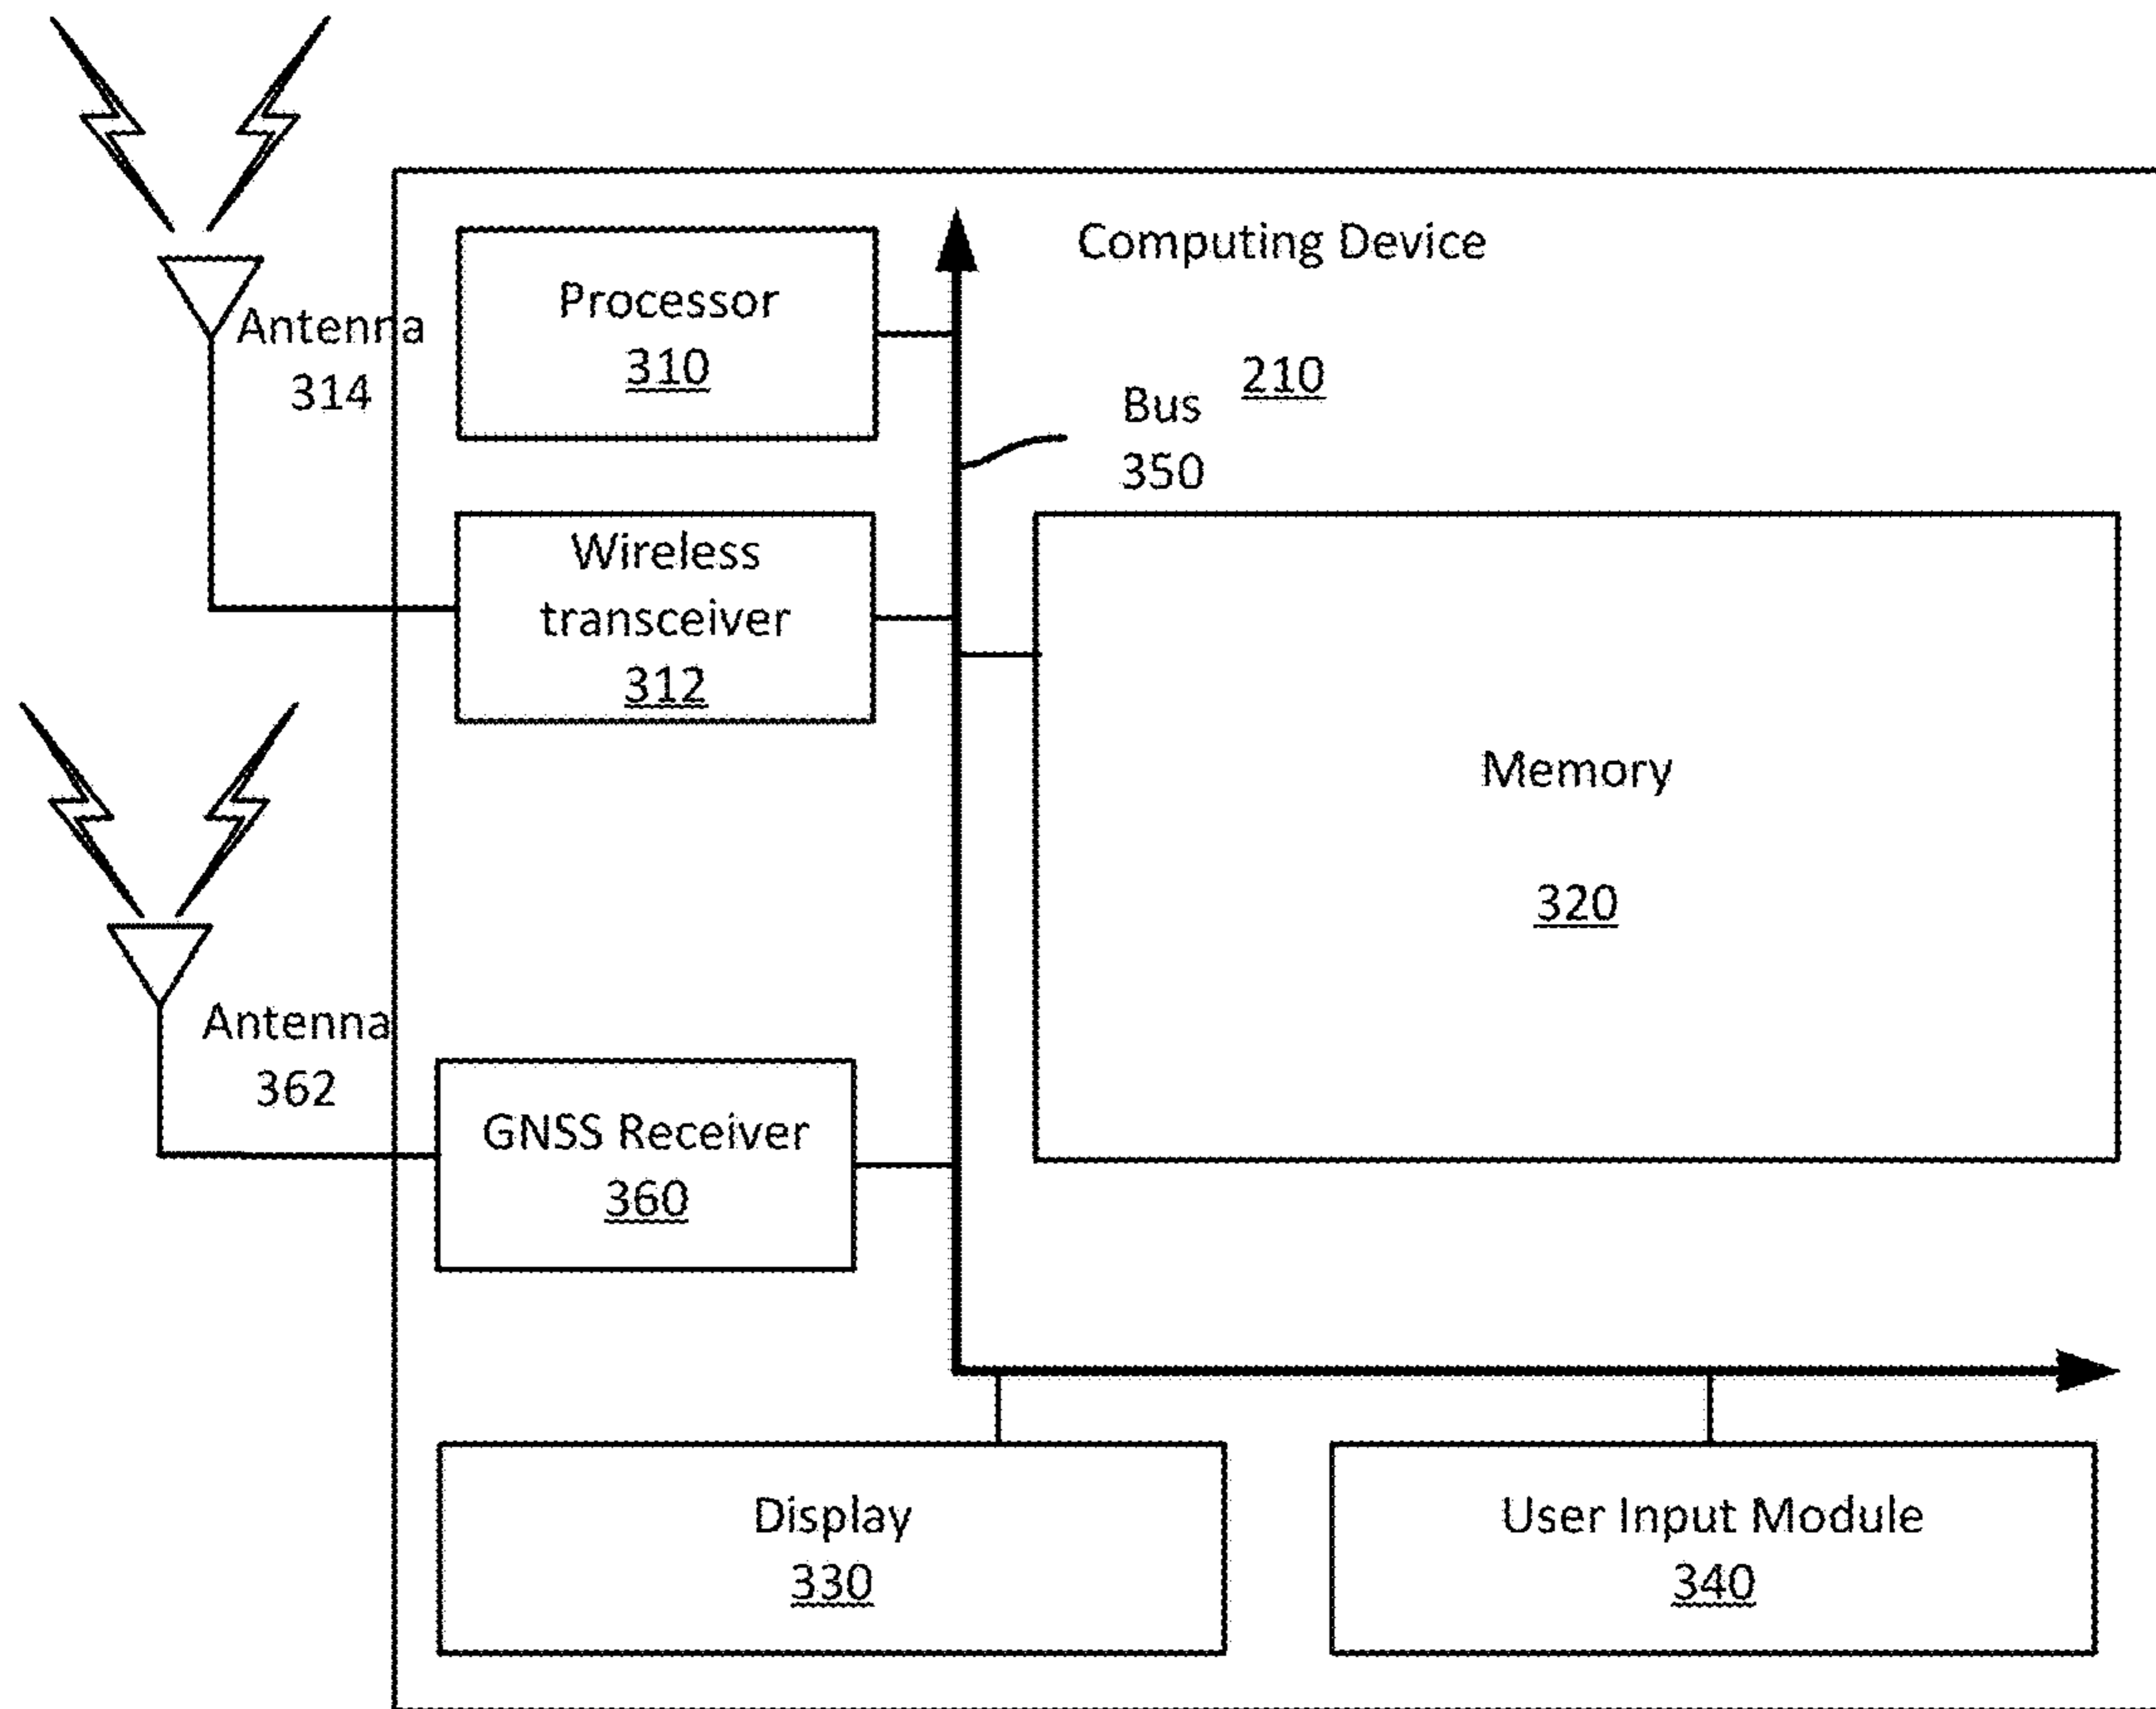 Computing Device
210
Processor
310
Antenna
314
Bus
350
Wireless
transceiver
312
Memory
320
Antenna
362
GNSS Receiver
360
Display
330
User Input Module
340